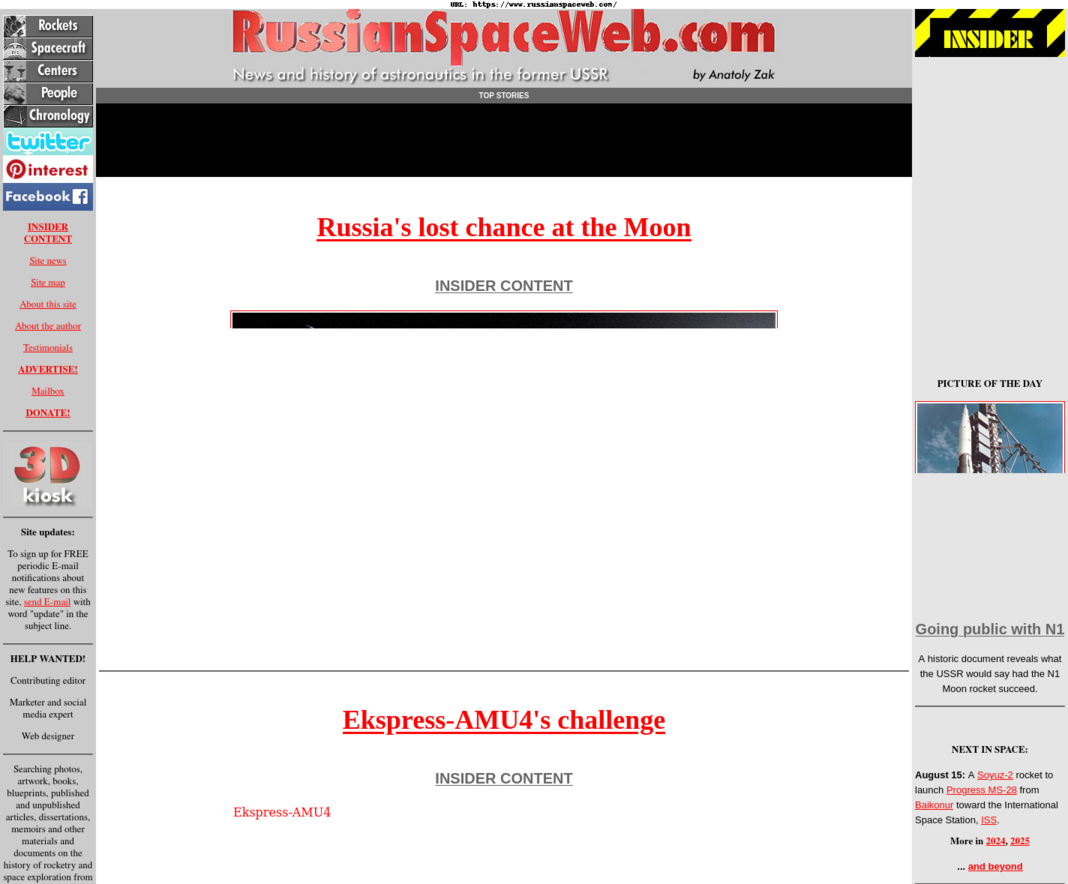 URL: https://www.russianspaceweb.com/
Rockets
Spacecraft
Centers
People
Chronology
twitter
Pinterest
Facebook
INSIDER
CONTENT
Site news
Site map
About this site
About the author
Testimonials
ADVERTISE!
Mailbox
DONATE!
3D
kiosk
Site updates:
To sign up for FREE
periodic E-mail
notifications about
new features on this
site, send E-mail with
word "update" in the
subject line.
HELP WANTED!
Contributing editor
Marketer and social
media expert
Web designer
Searching photos,
artwork, books,
blueprints, published
and unpublished
articles, dissertations,
memoirs and other
materials and
documents on the
history of rocketry and
space exploration from
RussianSpaceWeb.com
News and history of astronautics in the former USSR
by Anatoly Zak
TOP STORIES
Russia's lost chance at the Moon
INSIDER CONTENT
Ekspress-AMU4's challenge
INSIDER CONTENT
Ekspress-AMU4
INSIDER
PICTURE OF THE DAY
Going public with N1
A historic document reveals what
the USSR would say had the N1
Moon rocket succeed.
NEXT IN SPACE:
August 15: A Soyuz-2 rocket to
launch Progress MS-28 from
Baikonur toward the International
Space Station, ISS.
More in 2024, 2025
... and beyond